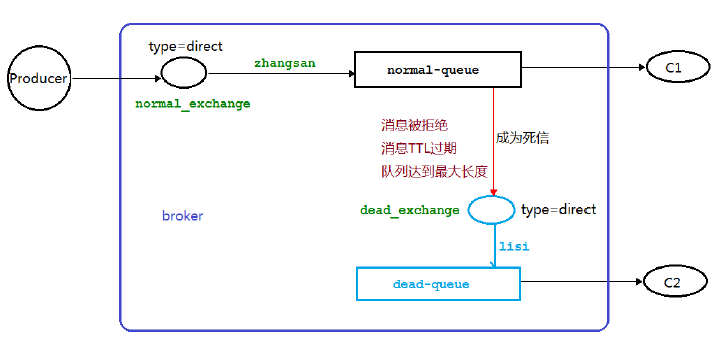 type=direct
Producer
zhangsan
normal-queue
C1
normal_exchange
消息被拒绝
消息TTL过期
队列达到最大长度
成为死信
broker
dead_exchange
type=direct
lisi
dead-queue
C2